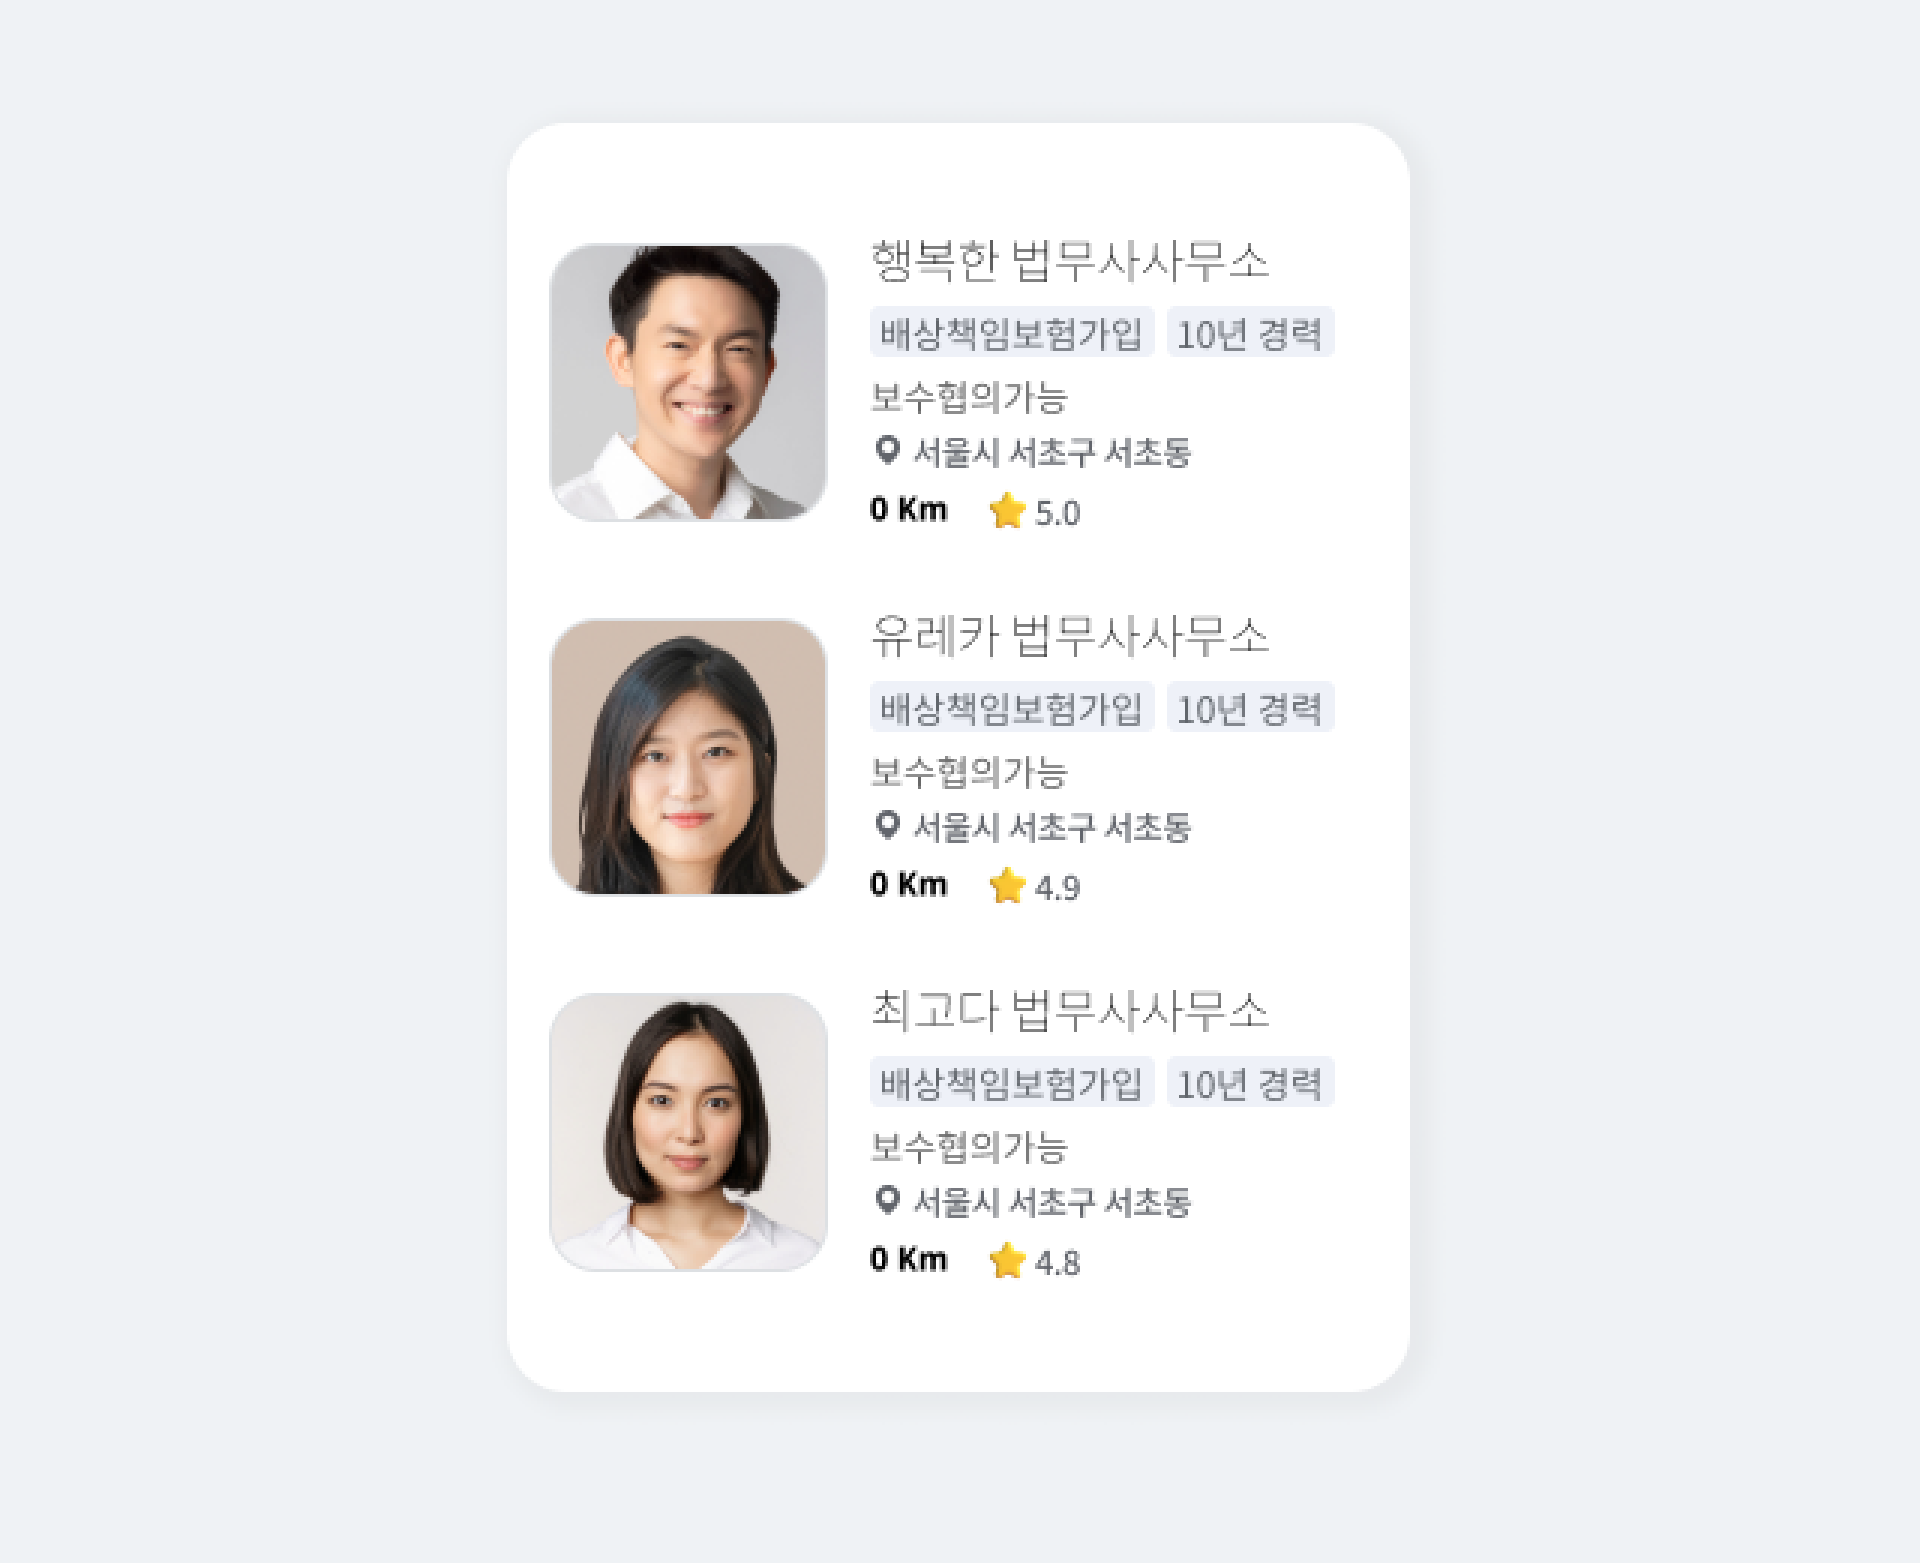 행복한 법무사사무소
배상책임보험가입 10년 경력
보수협의가능
서울시 서초구 서초동
0 Km 5.0
유레카 법무사사무소
배상책임보험가입 10년 경력
보수협의가능
서울시 서초구 서초동
0 Km 4.9
최고다 법무사사무소
배상책임보험가입 10년 경력
보수협의가능
서울시 서초구 서초동
0 Km 4.8